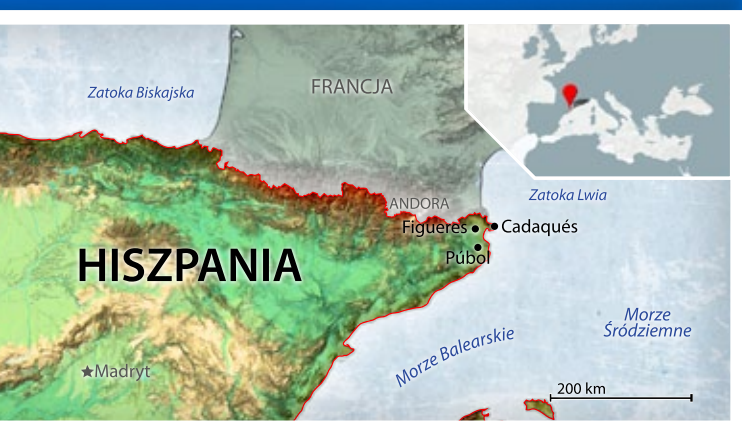 Zatoka Biskajska
FRANCJA
ANDORA
Zatoka Lwia
Figueres
Cadaqués
Púbol
HISZPANIA
Morze
Śródziemne
Morze Balearskie
Madryt
200 km